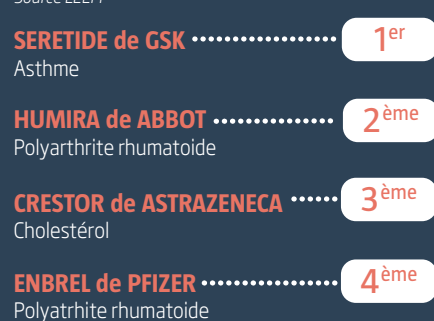 SERETIDE de GSK 1er
Asthme
HUMIRA de ABBOT 2ème
Polyarthrite rhumatoide
CRESTOR de ASTRAZENECA 3ème
Cholestérol
ENBREL de PFIZER 4ème
Polyatrhite rhumatoide